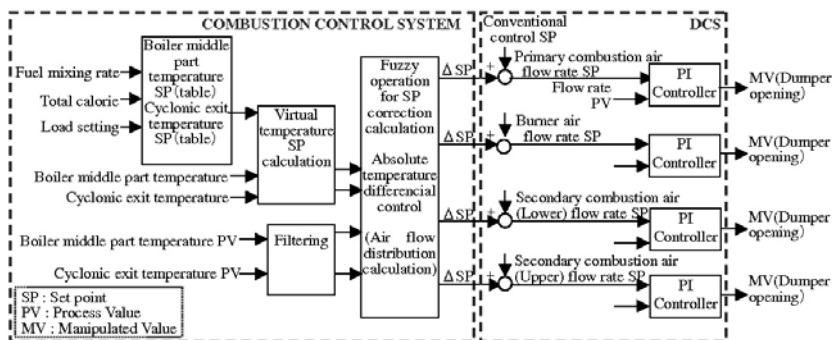 COMBUSTION CONTROL SYSTEM
Fuel mixing rate
Total calorie
Load setting
Boiler middle
part
temperature
SP(table)
Cyclonic exit
temperature
SP(table)
Virtual
temperature
SP
calculation
Boiler middle part temperature
Cyclonic exit temperature
Boiler middle part temperature PV
Cyclonic exit temperature PV
Filtering
Fuzzy
operation
for SP
correction
calculation
Absolute
temperature
differencial
control
(Air flow
distribution
calculation)
SP : Set point
PV : Process Value
MV : Manipulated Value
DCS
Conventional
control SP
Δ SP
+
Primary combustion air
flow rate SP
Flow rate
PV
PI
Controller
MV(Dumper
opening)
ΔSP
+
Burner air
flow rate SP
PI
Controller
MV(Dumper
opening)
ΔSP
+
Secondary combustion air
(Lower) flow rate SP
PI
Controller
MV(Dumper
opening)
ΔSP
+
Secondary combustion air
(Upper) flow rate SP
PI
Controller
MV(Dumper
opening)